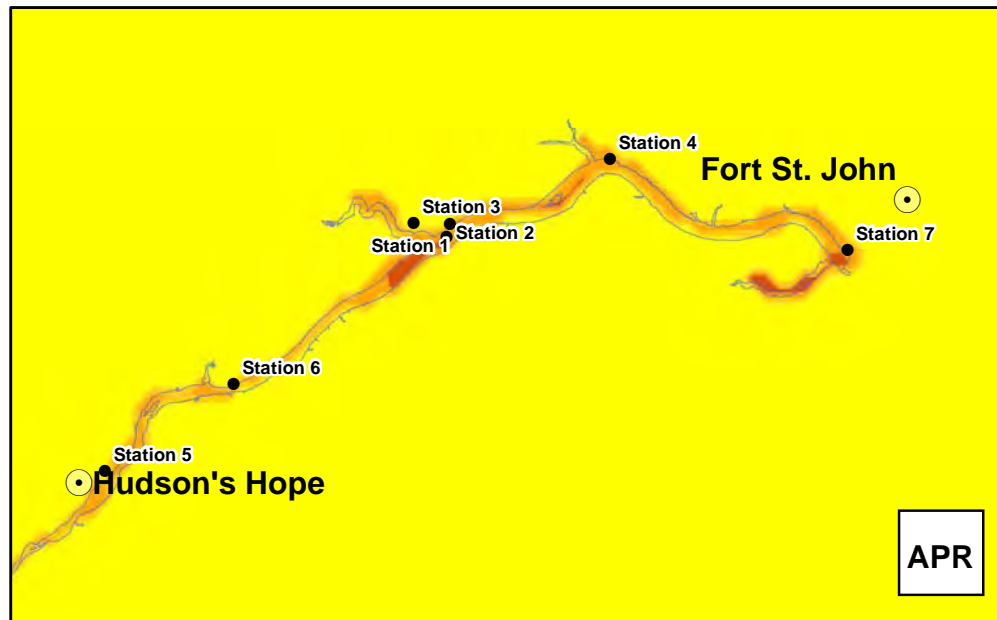 Station 4
Fort St. John
Station 3
Station 2
Station 1
Station 7
Station 6
Station 5
Hudson's Hope
APR